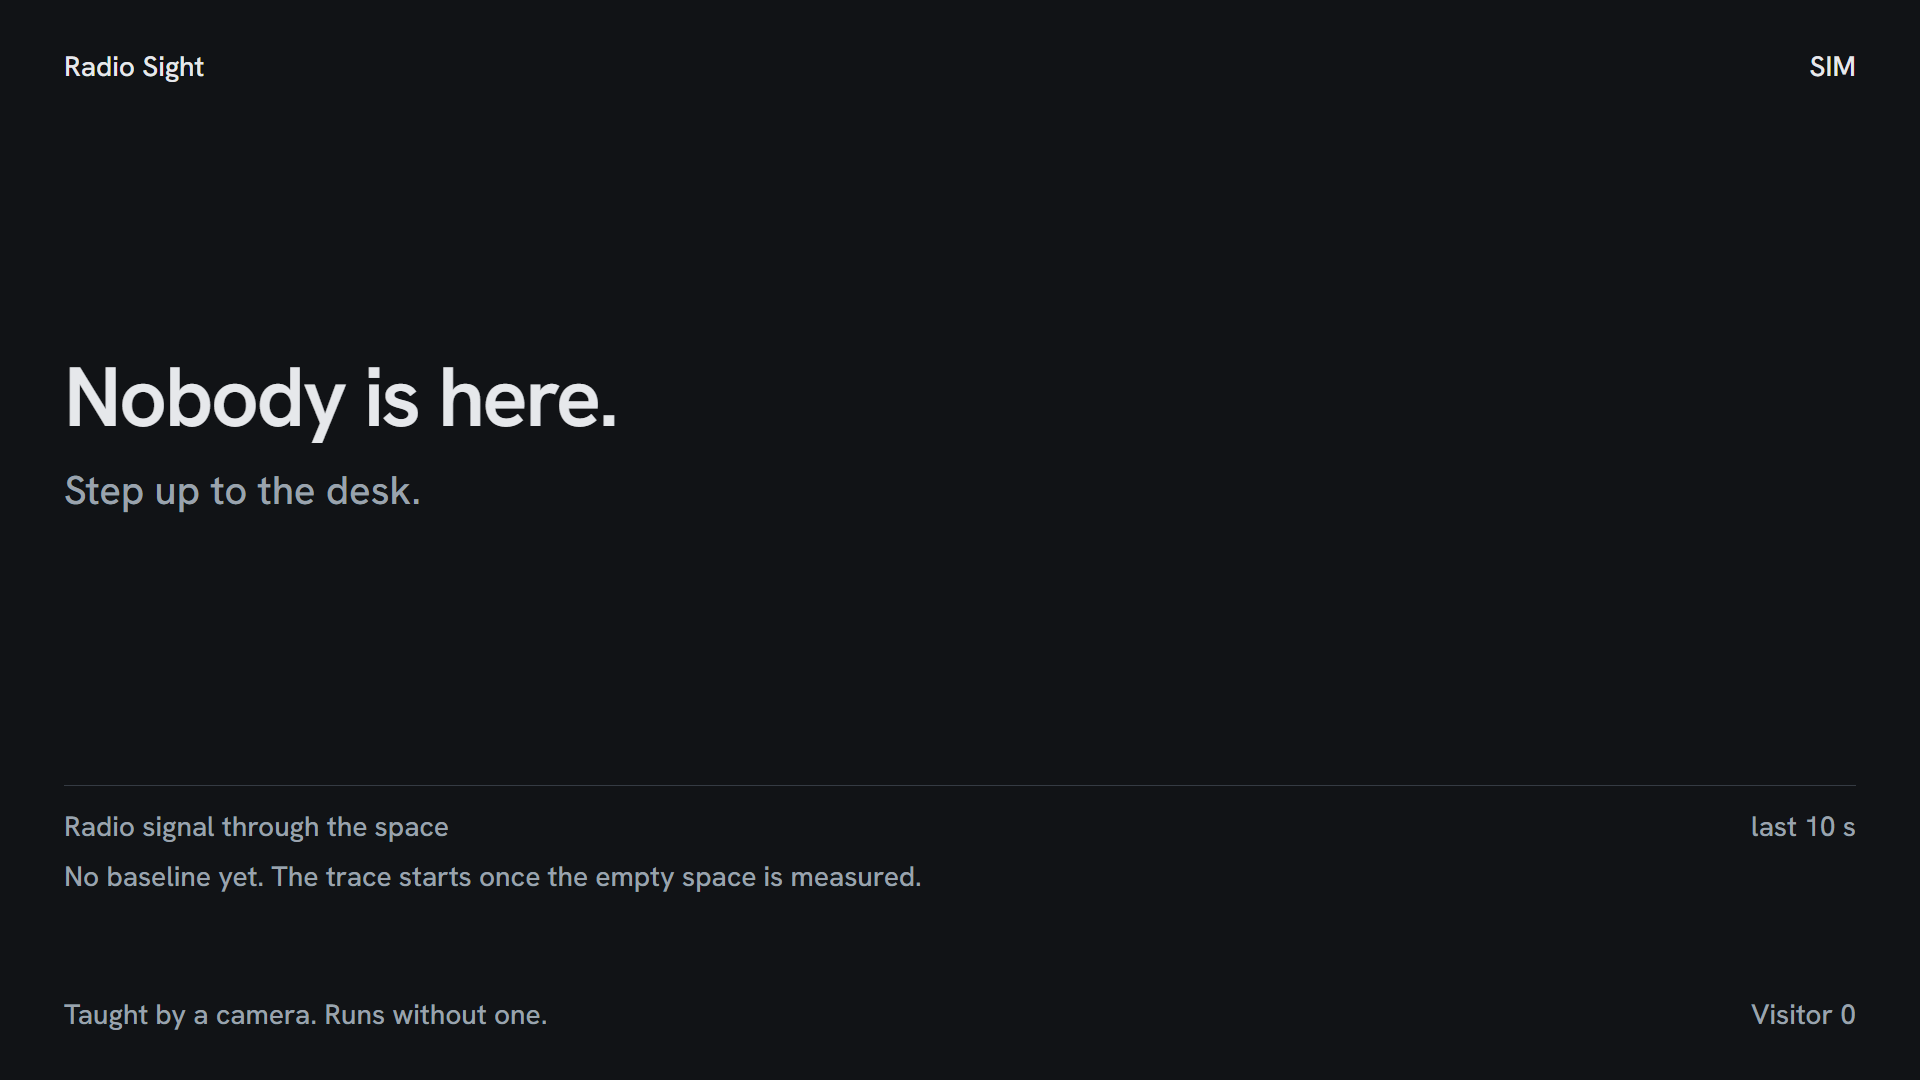 Radio Sight
SIM
Nobody is here.
Step up to the desk.
Radio signal through the space
last 10 s
No baseline yet. The trace starts once the empty space is measured.
Taught by a camera. Runs without one.
Visitor 0